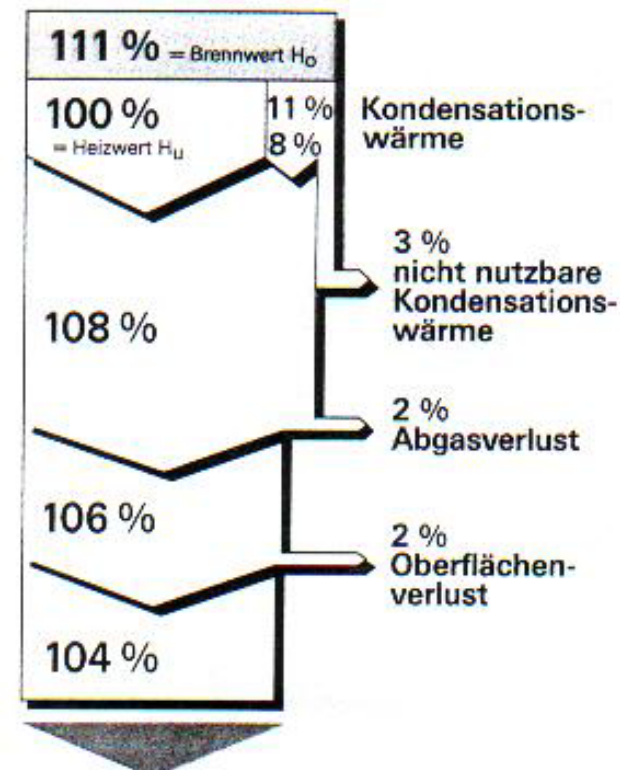 111 % = Brennwert Ho
100 %
= Heizwert Hu
11 %
8 %
Kondensations-
wärme
3 %
nicht nutzbare
Kondensations-
wärme
108 %
2 %
Abgasverlust
106 %
2 %
Oberflächen-
verlust
104 %